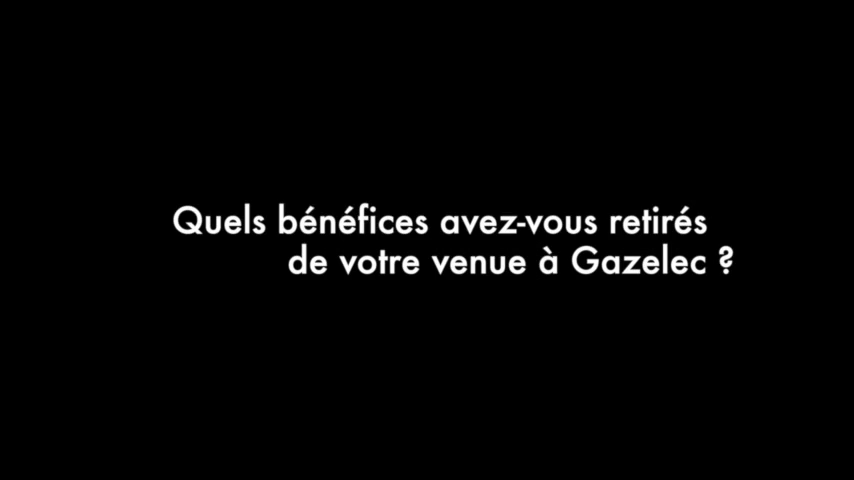 Quels bénéfices avez-vous retirés
de votre venue à Gazelec ?